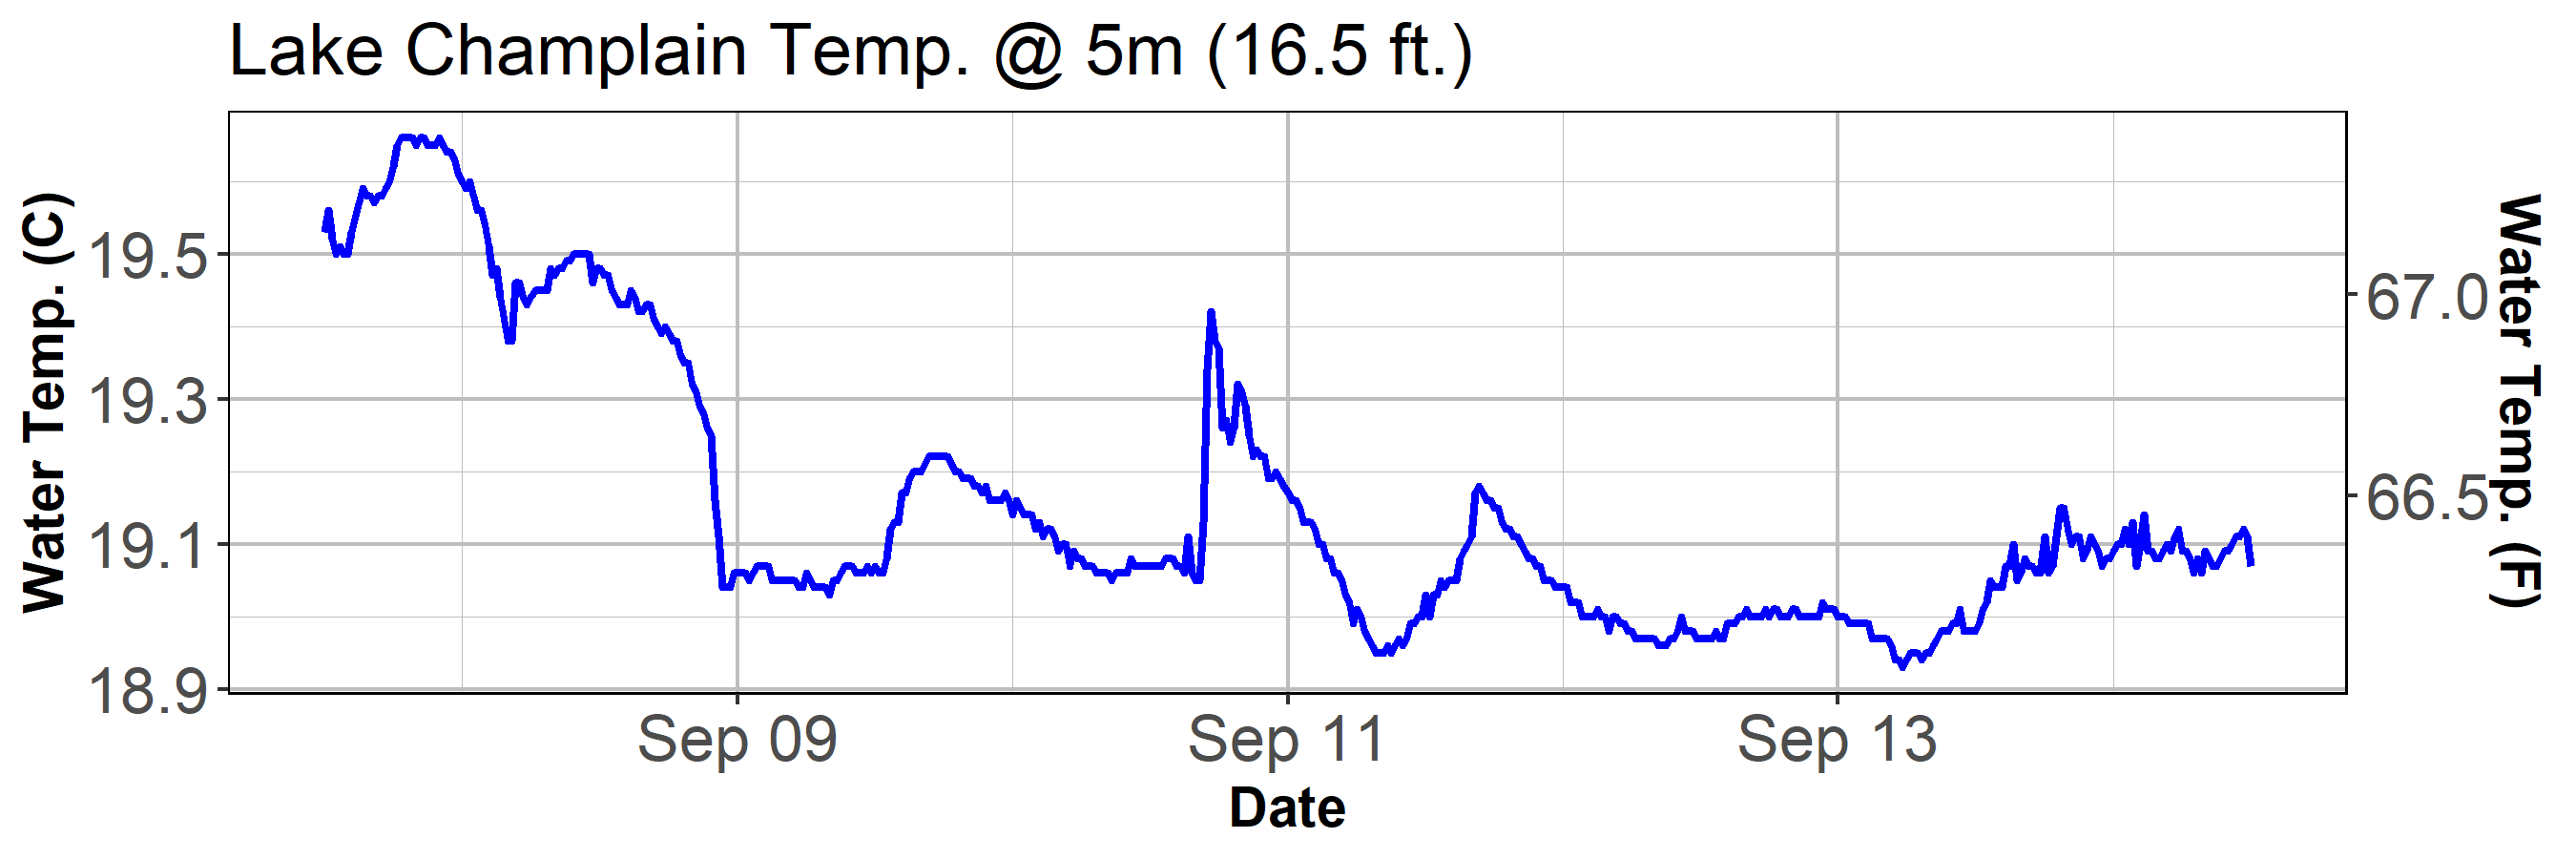 Lake Champlain Temp. @ 5m (16.5 ft.)
Water Temp. (C)
19.5
19.3
19.1
18.9
67.0
66.5
Water Temp. (F)
Sep 09 Sep 11 Sep 13
Date